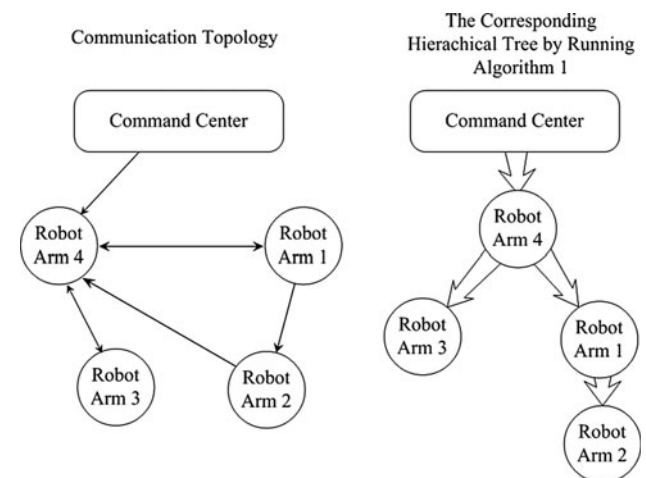 Communication Topology
Command Center
Robot
Arm 4
Robot
Arm 1
Robot
Arm 3
Robot
Arm 2
The Corresponding
Hierachical Tree by Running
Algorithm 1
Command Center
Robot
Arm 4
Robot
Arm 3
Robot
Arm 1
Robot
Arm 2